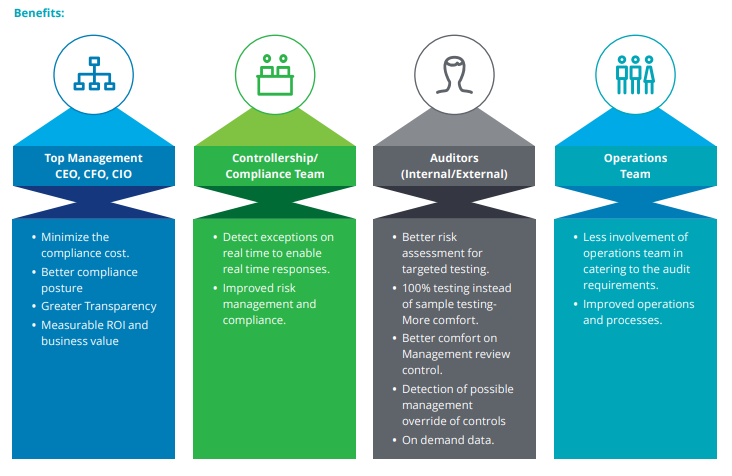 Benefits:
Top Management
CEO, CFO, CIO
• Minimize the
compliance cost.
• Better compliance
posture
• Greater Transparency
• Measurable ROI and
business value
Controllership/
Compliance Team
• Detect exceptions on
real time to enable
real time responses.
• Improved risk
management and
compliance.
Auditors
(Internal/External)
• Better risk
assessment for
targeted testing.
• 100% testing instead
of sample testing-
More comfort.
• Better comfort on
Management review
control.
• Detection of possible
management
override of controls
• On demand data.
Operations
Team
• Less involvement of
operations team in
catering to the audit
requirements.
• Improved operations
and processes.